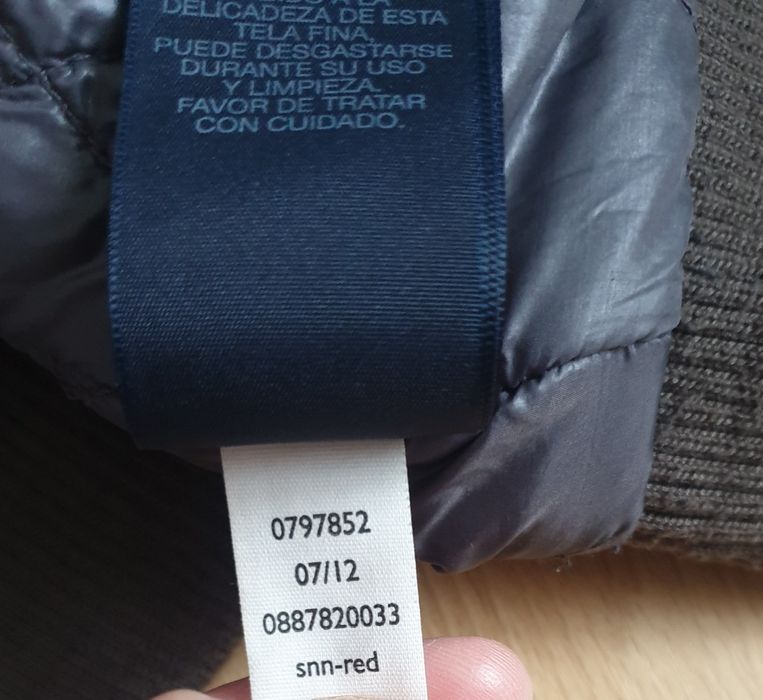 A LA
DELICADEZA DE ESTA
TELA FINA,
PUEDE DESGASTARSE
DURANTE SU USO
Y LIMPIEZA.
FAVOR DE TRATAR
CON CUIDADO.
0797852
07/12
0887820033
snn-red